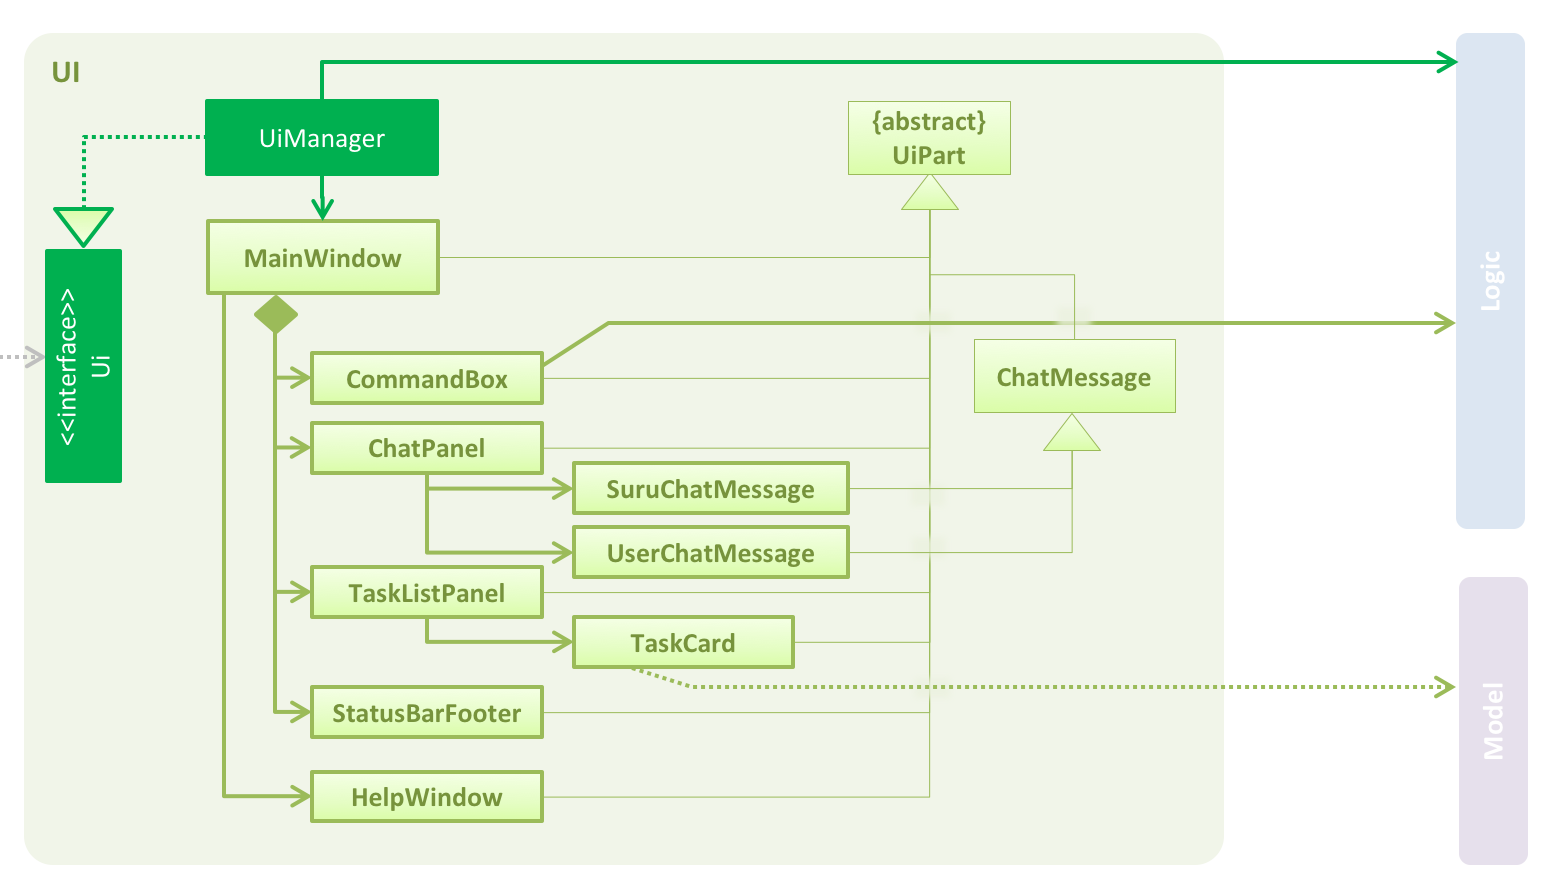 UI
UiManager
{abstract}
UiPart
MainWindow
<<interface>>
Ui
Logic
CommandBox
ChatMessage
ChatPanel
SuruChatMessage
UserChatMessage
TaskListPanel
TaskCard
StatusBarFooter
Model
HelpWindow